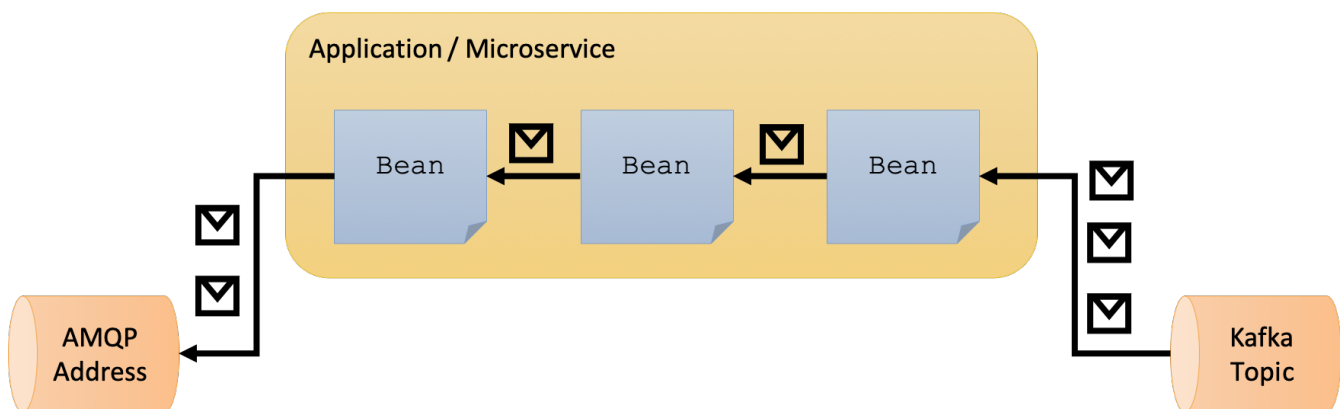 Application / Microservice
Bean
Bean
Bean
AMQP
Address
Kafka
Topic